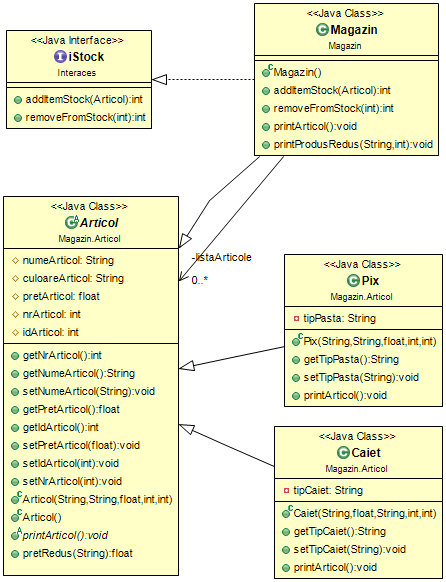 <<Java Interface>>
iStock
Interaces
addItemStock(Articol):int
removeFromStock(int):int
<<Java Class>>
Magazin
Magazin
Magazin()
addItemStock(Articol):int
removeFromStock(int):int
printArticol():void
printProdusRedus(String,int):void
<<Java Class>>
Articol
Magazin.Articol
numeArticol: String
culoareArticol: String
pretArticol: float
nrArticol: int
idArticol: int
getNrArticol():int
getNumeArticol():String
setNumeArticol(String):void
getPretArticol():float
getIdArticol():int
setPretArticol(float):void
setIdArticol(int):void
setNrArticol(int):void
Articol(String,String,float,int,int)
Articol()
printArticol():void
pretRedus(String):float
-listaArticole
0..*
<<Java Class>>
Pix
Magazin.Articol
tipPasta: String
Pix(String,String,float,int,int)
getTipPasta():String
setTipPasta(String):void
printArticol():void
<<Java Class>>
Caiet
Magazin.Articol
tipCaiet: String
Caiet(String,float,String,int,int)
getTipCaiet():String
setTipCaiet(String):void
printArticol():void